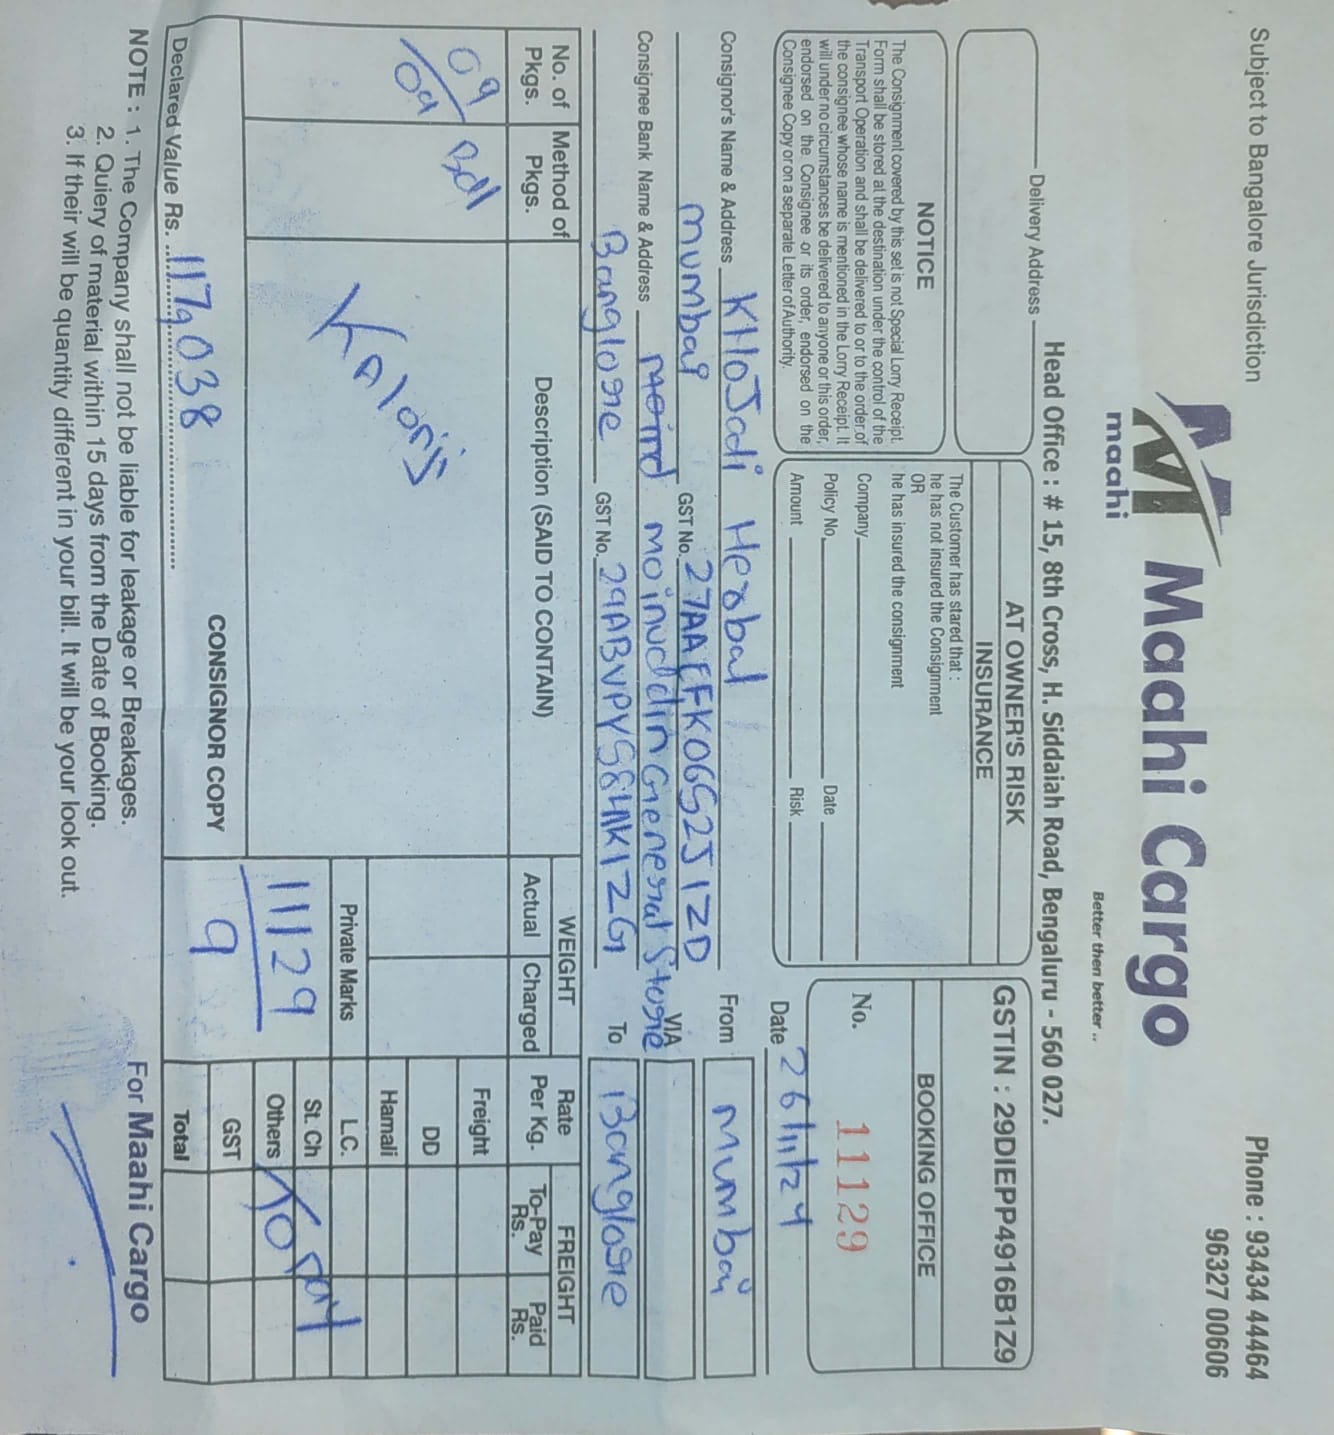 Subject to Bangalore Jurisdiction
Phone : 93434 44464
96327 00606
maahi
Maahi Cargo
Better then better ..
Head Office : # 15, 8th Cross, H. Siddaiah Road, Bengaluru - 560 027.
Delivery Address
AT OWNER'S RISK
INSURANCE
The Customer has stared that :
he has not insured the Consignment
OR
he has insured the consignment
Company
Policy No. Date
Amount Risk
GSTIN : 29DIEPP4916B1Z9
BOOKING OFFICE
No. 11129
Date 26/11/24
NOTICE
The Consignment covered by this set is not Special Lorry Receipt.
Form shall be stored at the destination under the control of the
Transport Operation and shall be delivered to or to the order of
the consignee whose name is mentioned in the Lorry Receipt. It
will under no circumstances be delivered to anyone or this order,
endorsed on the Consignee or its order, endorsed on the
Consignee Copy or on a separate Letter of Authority.
Consignor's Name & Address KHoJati Herbal
Mumbai GST No.
From Mumbai
Consignee Bank Name & Address Moinuddin General Store
VIA
Banglore GST No.
To Banglore
No. of Pkgs.
Method of Pkgs.
Description (SAID TO CONTAIN)
WEIGHT
Actual Charged
Rate Per Kg.
FREIGHT
To-Pay Rs.
Paid Rs.
09/09
Freight
DD
Hamali
Private Marks
L.C.
11129
9
St. Ch
Others
GST
Total
To Pay
CONSIGNOR COPY
Declared Value Rs. 117038
NOTE : 1. The Company shall not be liable for leakage or Breakages.
2. Quiery of material within 15 days from the Date of Booking.
3. If their will be quantity different in your bill. It will be your look out.
For Maahi Cargo